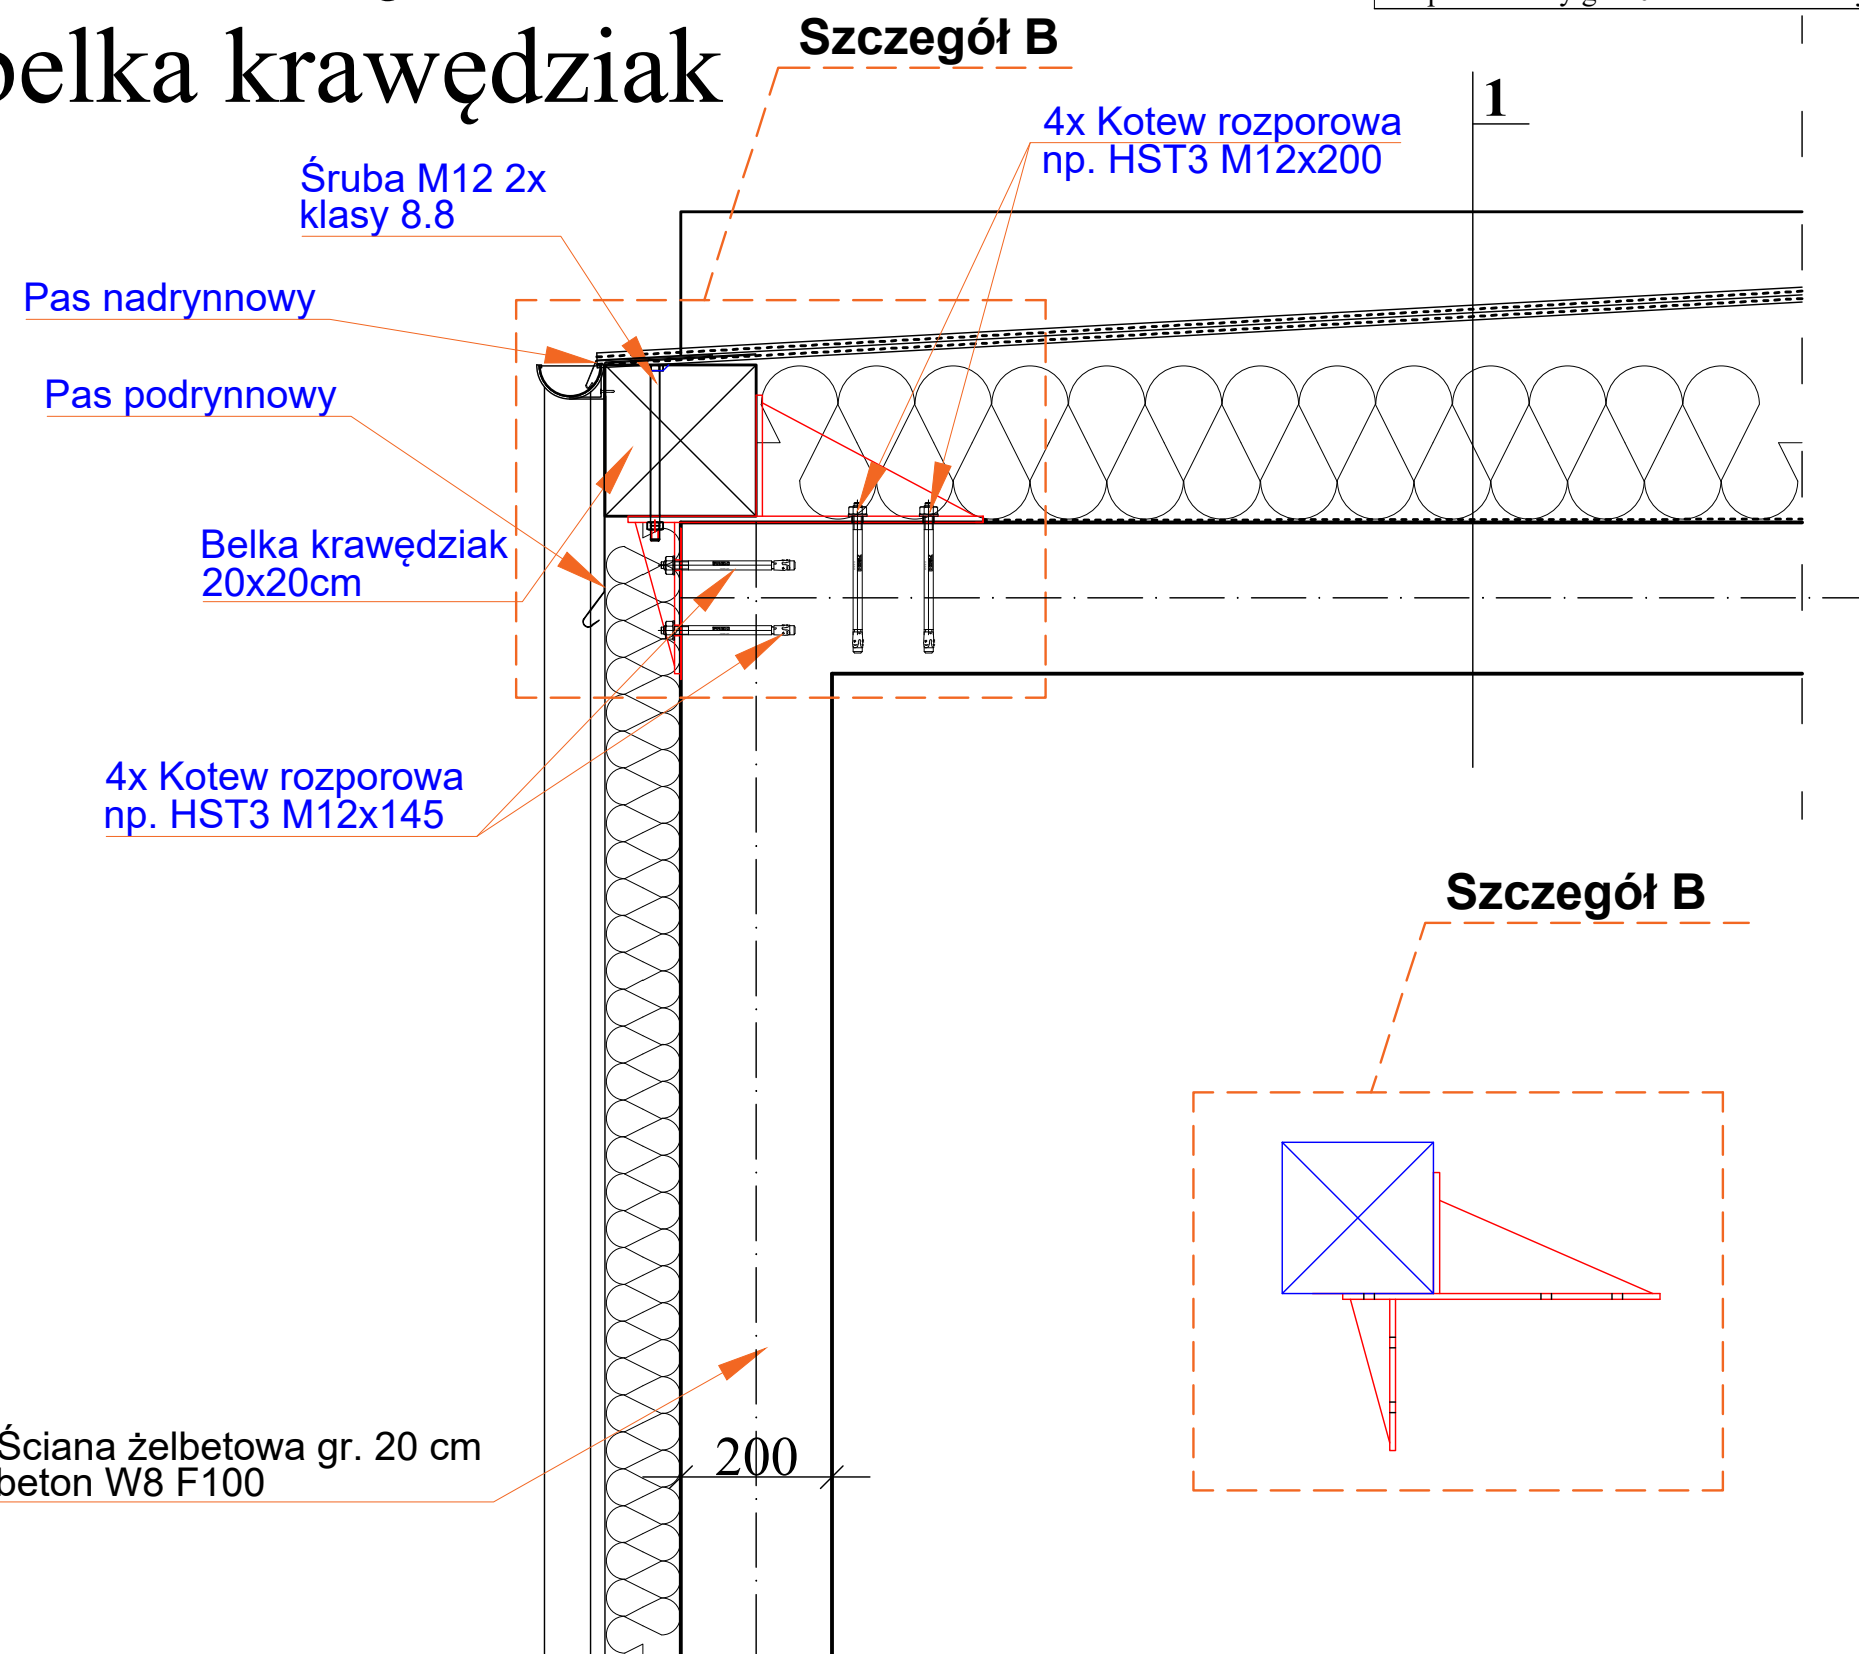 belka krawędziak
Szczegół B
1
4x Kotew rozporowa
np. HST3 M12x200
Śruba M12 2x
klasy 8.8
Pas nadrynnowy
Pas podrynnowy
Belka krawędziak
20x20cm
4x Kotew rozporowa
np. HST3 M12x145
Szczegół B
Ściana żelbetowa gr. 20 cm
beton W8 F100
200